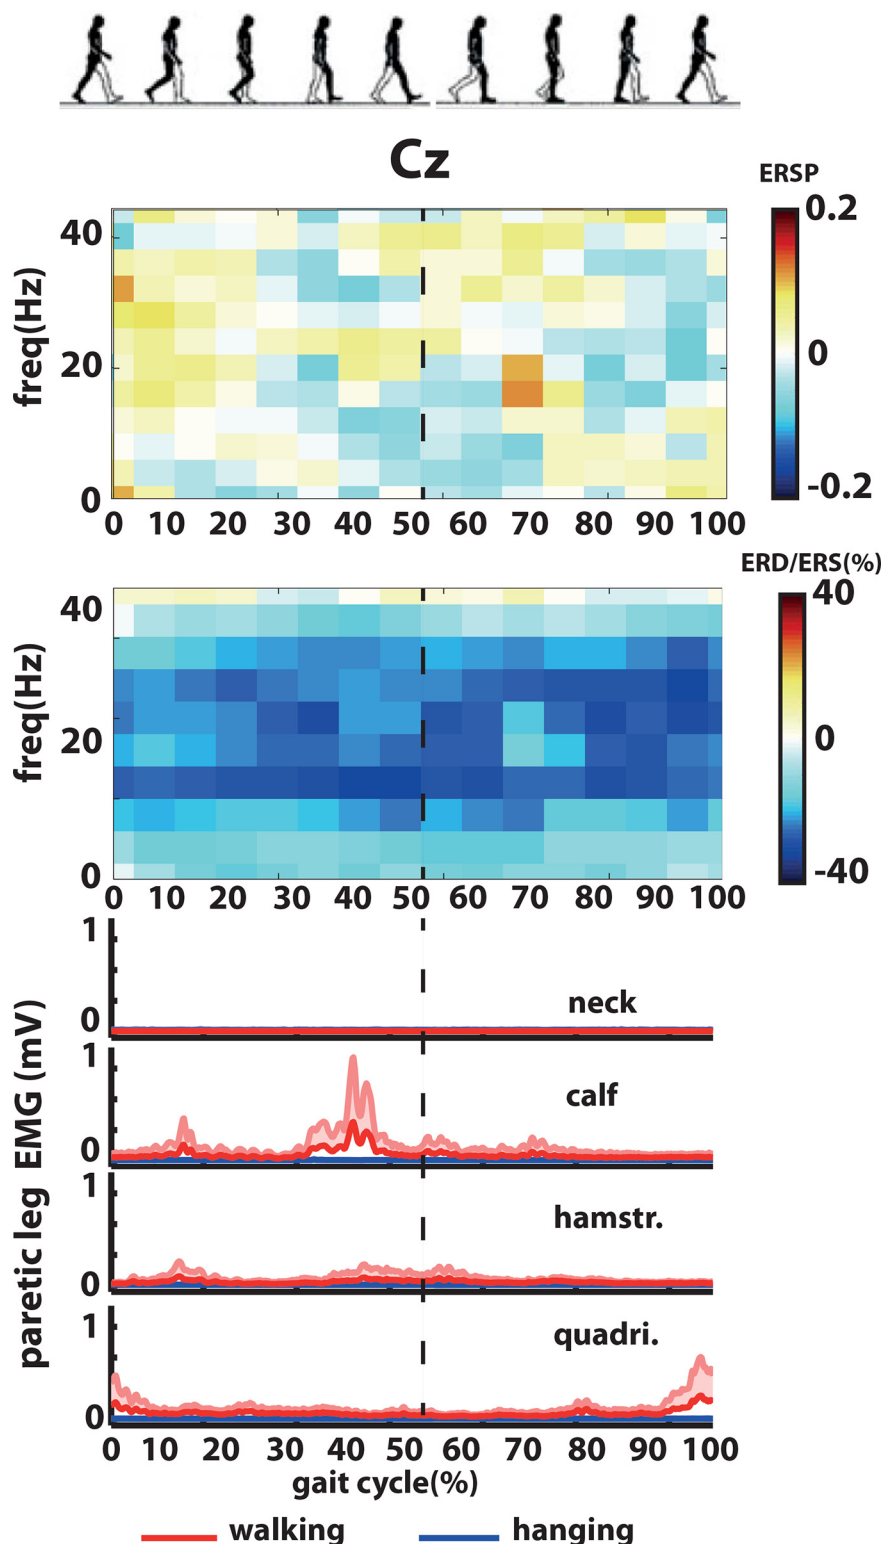 Cz
ERSP
freq(Hz)
40
20
0
0 10 20 30 40 50 60 70 80 90 100
0.2
0
-0.2
ERD/ERS(%)
freq(Hz)
40
20
0
0 10 20 30 40 50 60 70 80 90 100
40
0
-40
paretic leg EMG (mV)
1
0
neck
1
0
calf
1
0
hamstr.
1
0
quadri.
0 10 20 30 40 50 60 70 80 90 100
gait cycle(%)
walking hanging